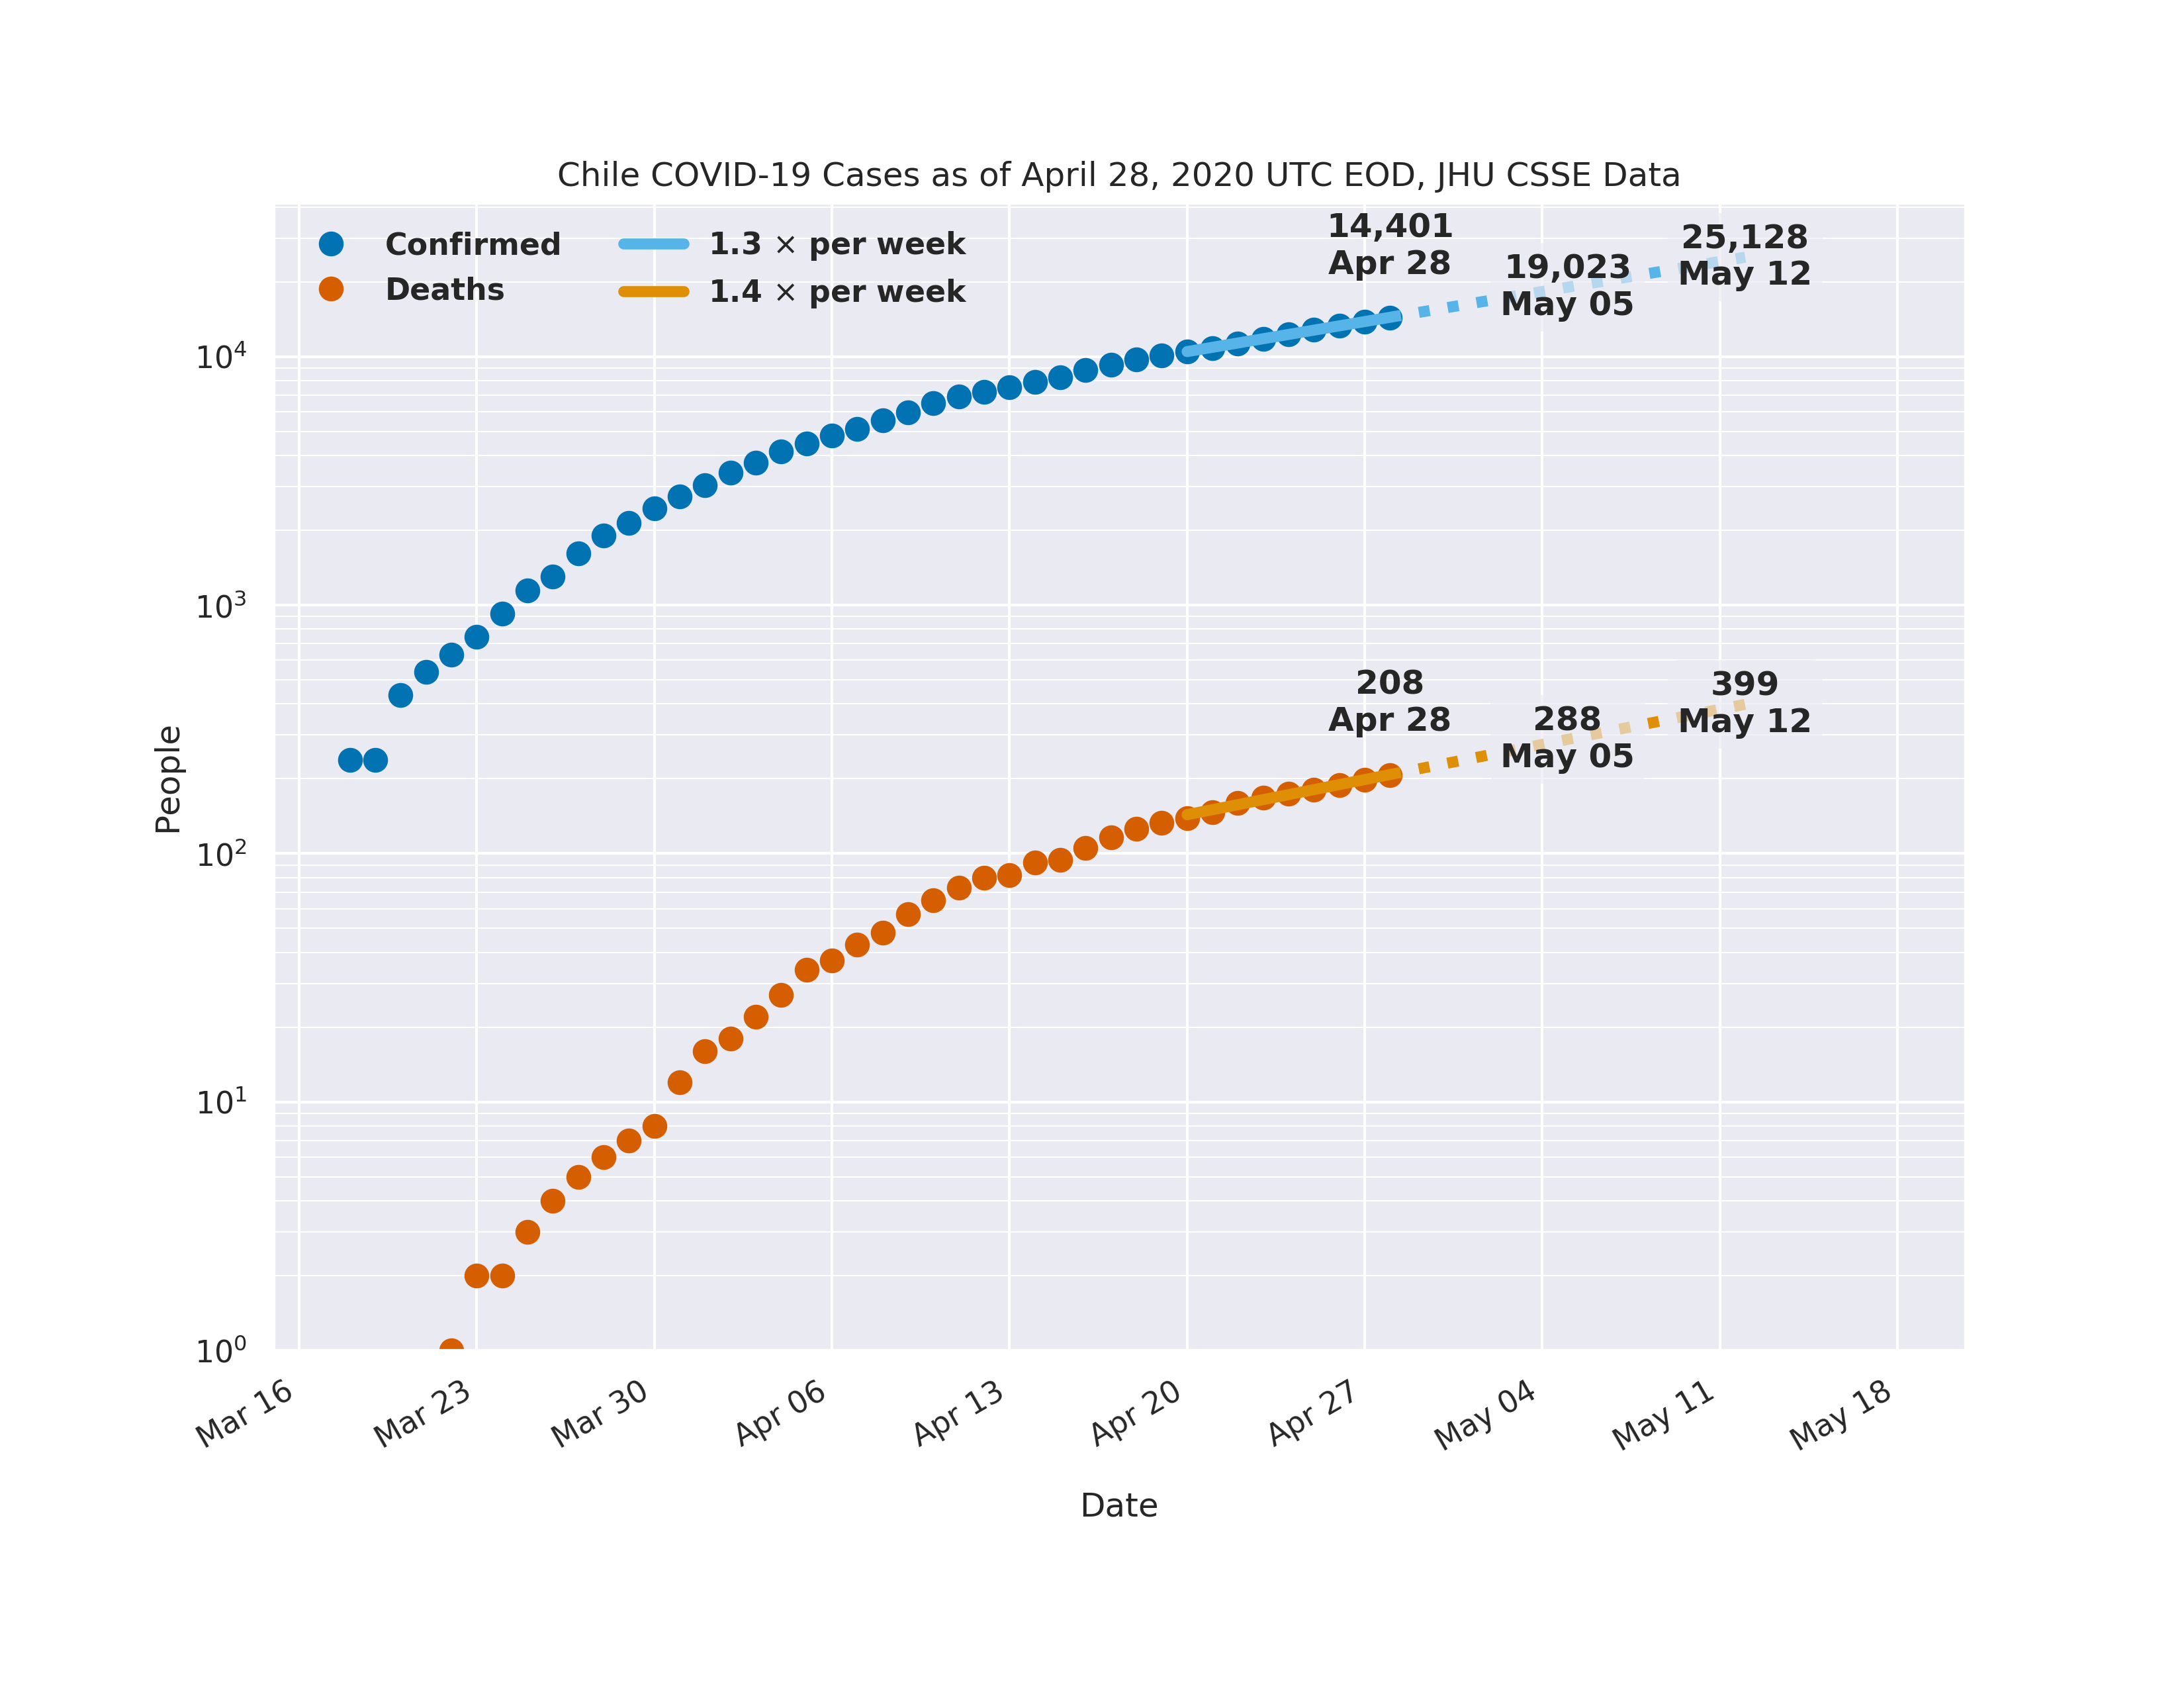 Chile COVID-19 Cases as of April 28, 2020 UTC EOD, JHU CSSE Data
Confirmed
Deaths
1.3 × per week
1.4 × per week
14,401
Apr 28
19,023
May 05
25,128
May 12
208
Apr 28
288
May 05
399
May 12
People
10⁴
10³
10²
10¹
10⁰
Mar 16
Mar 23
Mar 30
Apr 06
Apr 13
Apr 20
Apr 27
May 04
May 11
May 18
Date